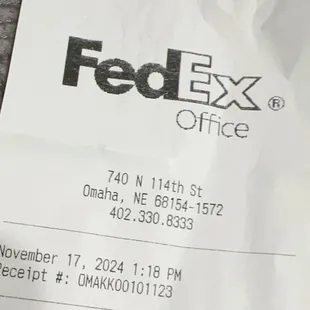 FedEx®
Office
740 N 114th St
Omaha, NE 68154-1572
402.330.8333
November 17, 2024 1:18 PM
Receipt #: OMAKK00101123